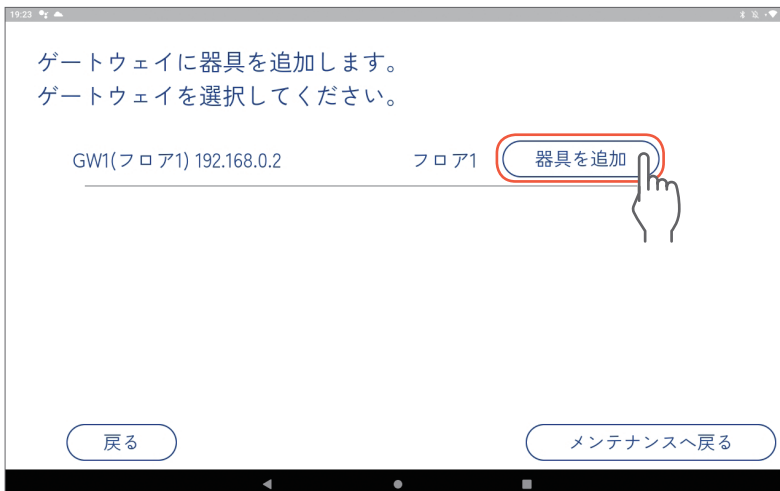 19:23
ゲートウェイに器具を追加します。
ゲートウェイを選択してください。
GW1(フロア1) 192.168.0.2 フロア1 器具を追加
戻る メンテナンスへ戻る